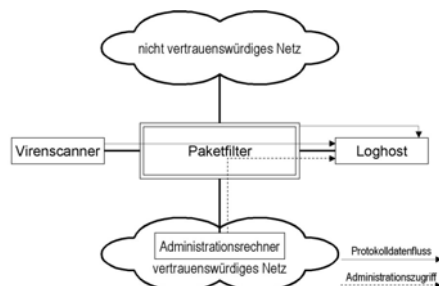 nicht vertrauenswürdiges Netz
Virenscanner
Paketfilter
Loghost
Administrationsrechner
vertrauenswürdiges Netz
Protokolldatenfluss
Administrationszugriff